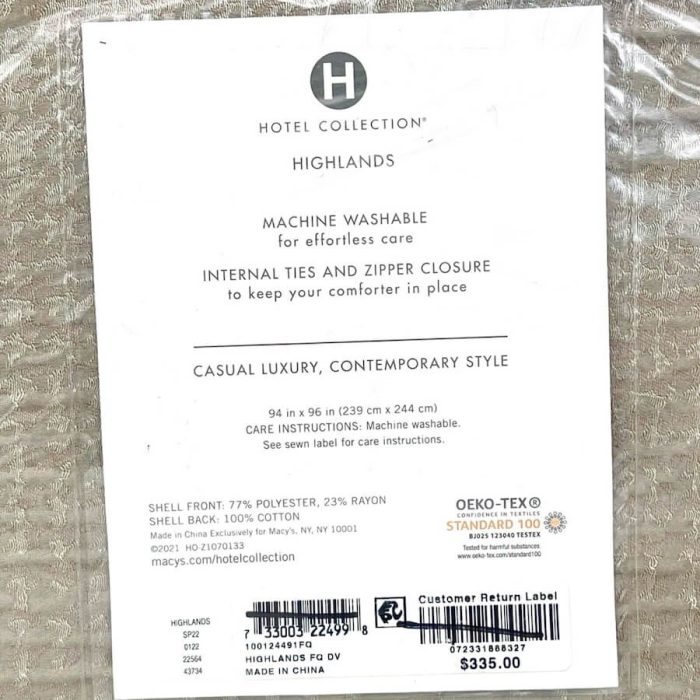 H
HOTEL COLLECTION®
HIGHLANDS
MACHINE WASHABLE
for effortless care
INTERNAL TIES AND ZIPPER CLOSURE
to keep your comforter in place
CASUAL LUXURY, CONTEMPORARY STYLE
94 in x 96 in (239 cm x 244 cm)
CARE INSTRUCTIONS: Machine washable.
See sewn label for care instructions.
SHELL FRONT: 77% POLYESTER, 23% RAYON
SHELL BACK: 100% COTTON
Made in China Exclusively for Macy's, NY, NY 10001
©2021 HO-Z1070133
macys.com/hotelcollection
OEKO-TEX®
CONFIDENCE IN TEXTILES
STANDARD 100
BJ025 123040 TESTEX
Tested for harmful substances
www.oeko-tex.com/standard100
HIGHLANDS
SP22
0122
22564
43734
7 33003 22499 8
100124491FQ
HIGHLANDS FQ DV
MADE IN CHINA
Customer Return Label
072331888327
$335.00